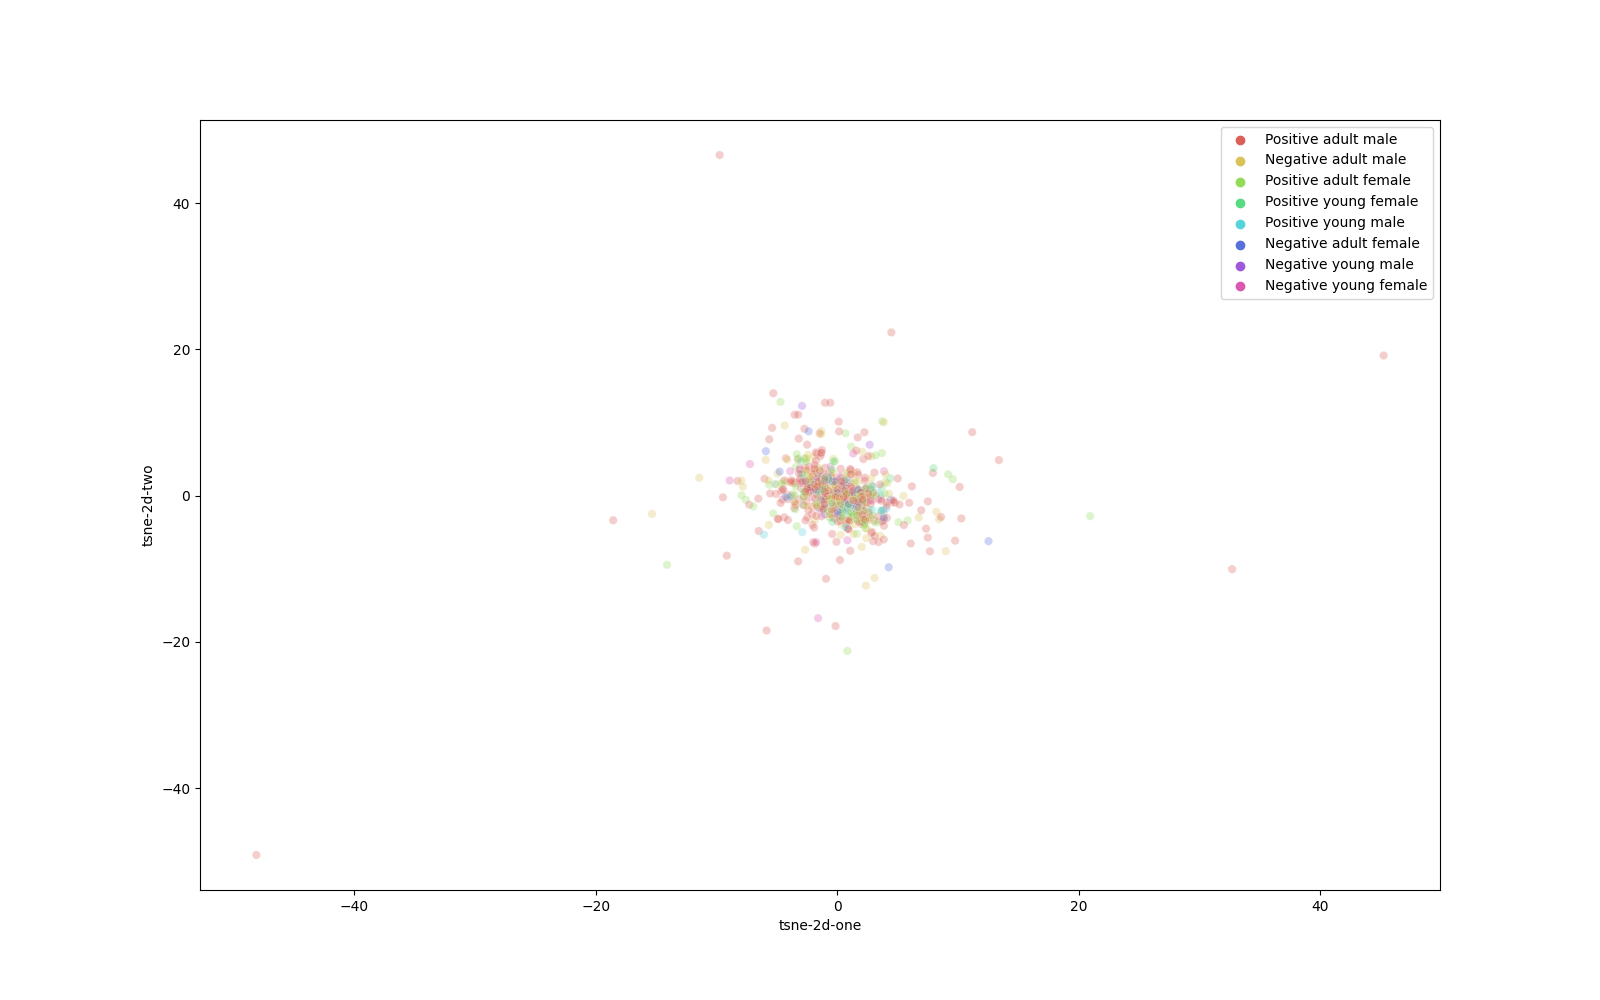 Positive adult male
Negative adult male
Positive adult female
Positive young female
Positive young male
Negative adult female
Negative young male
Negative young female
40
20
0
−20
−40
tsne-2d-two
−40
−20
0
20
40
tsne-2d-one